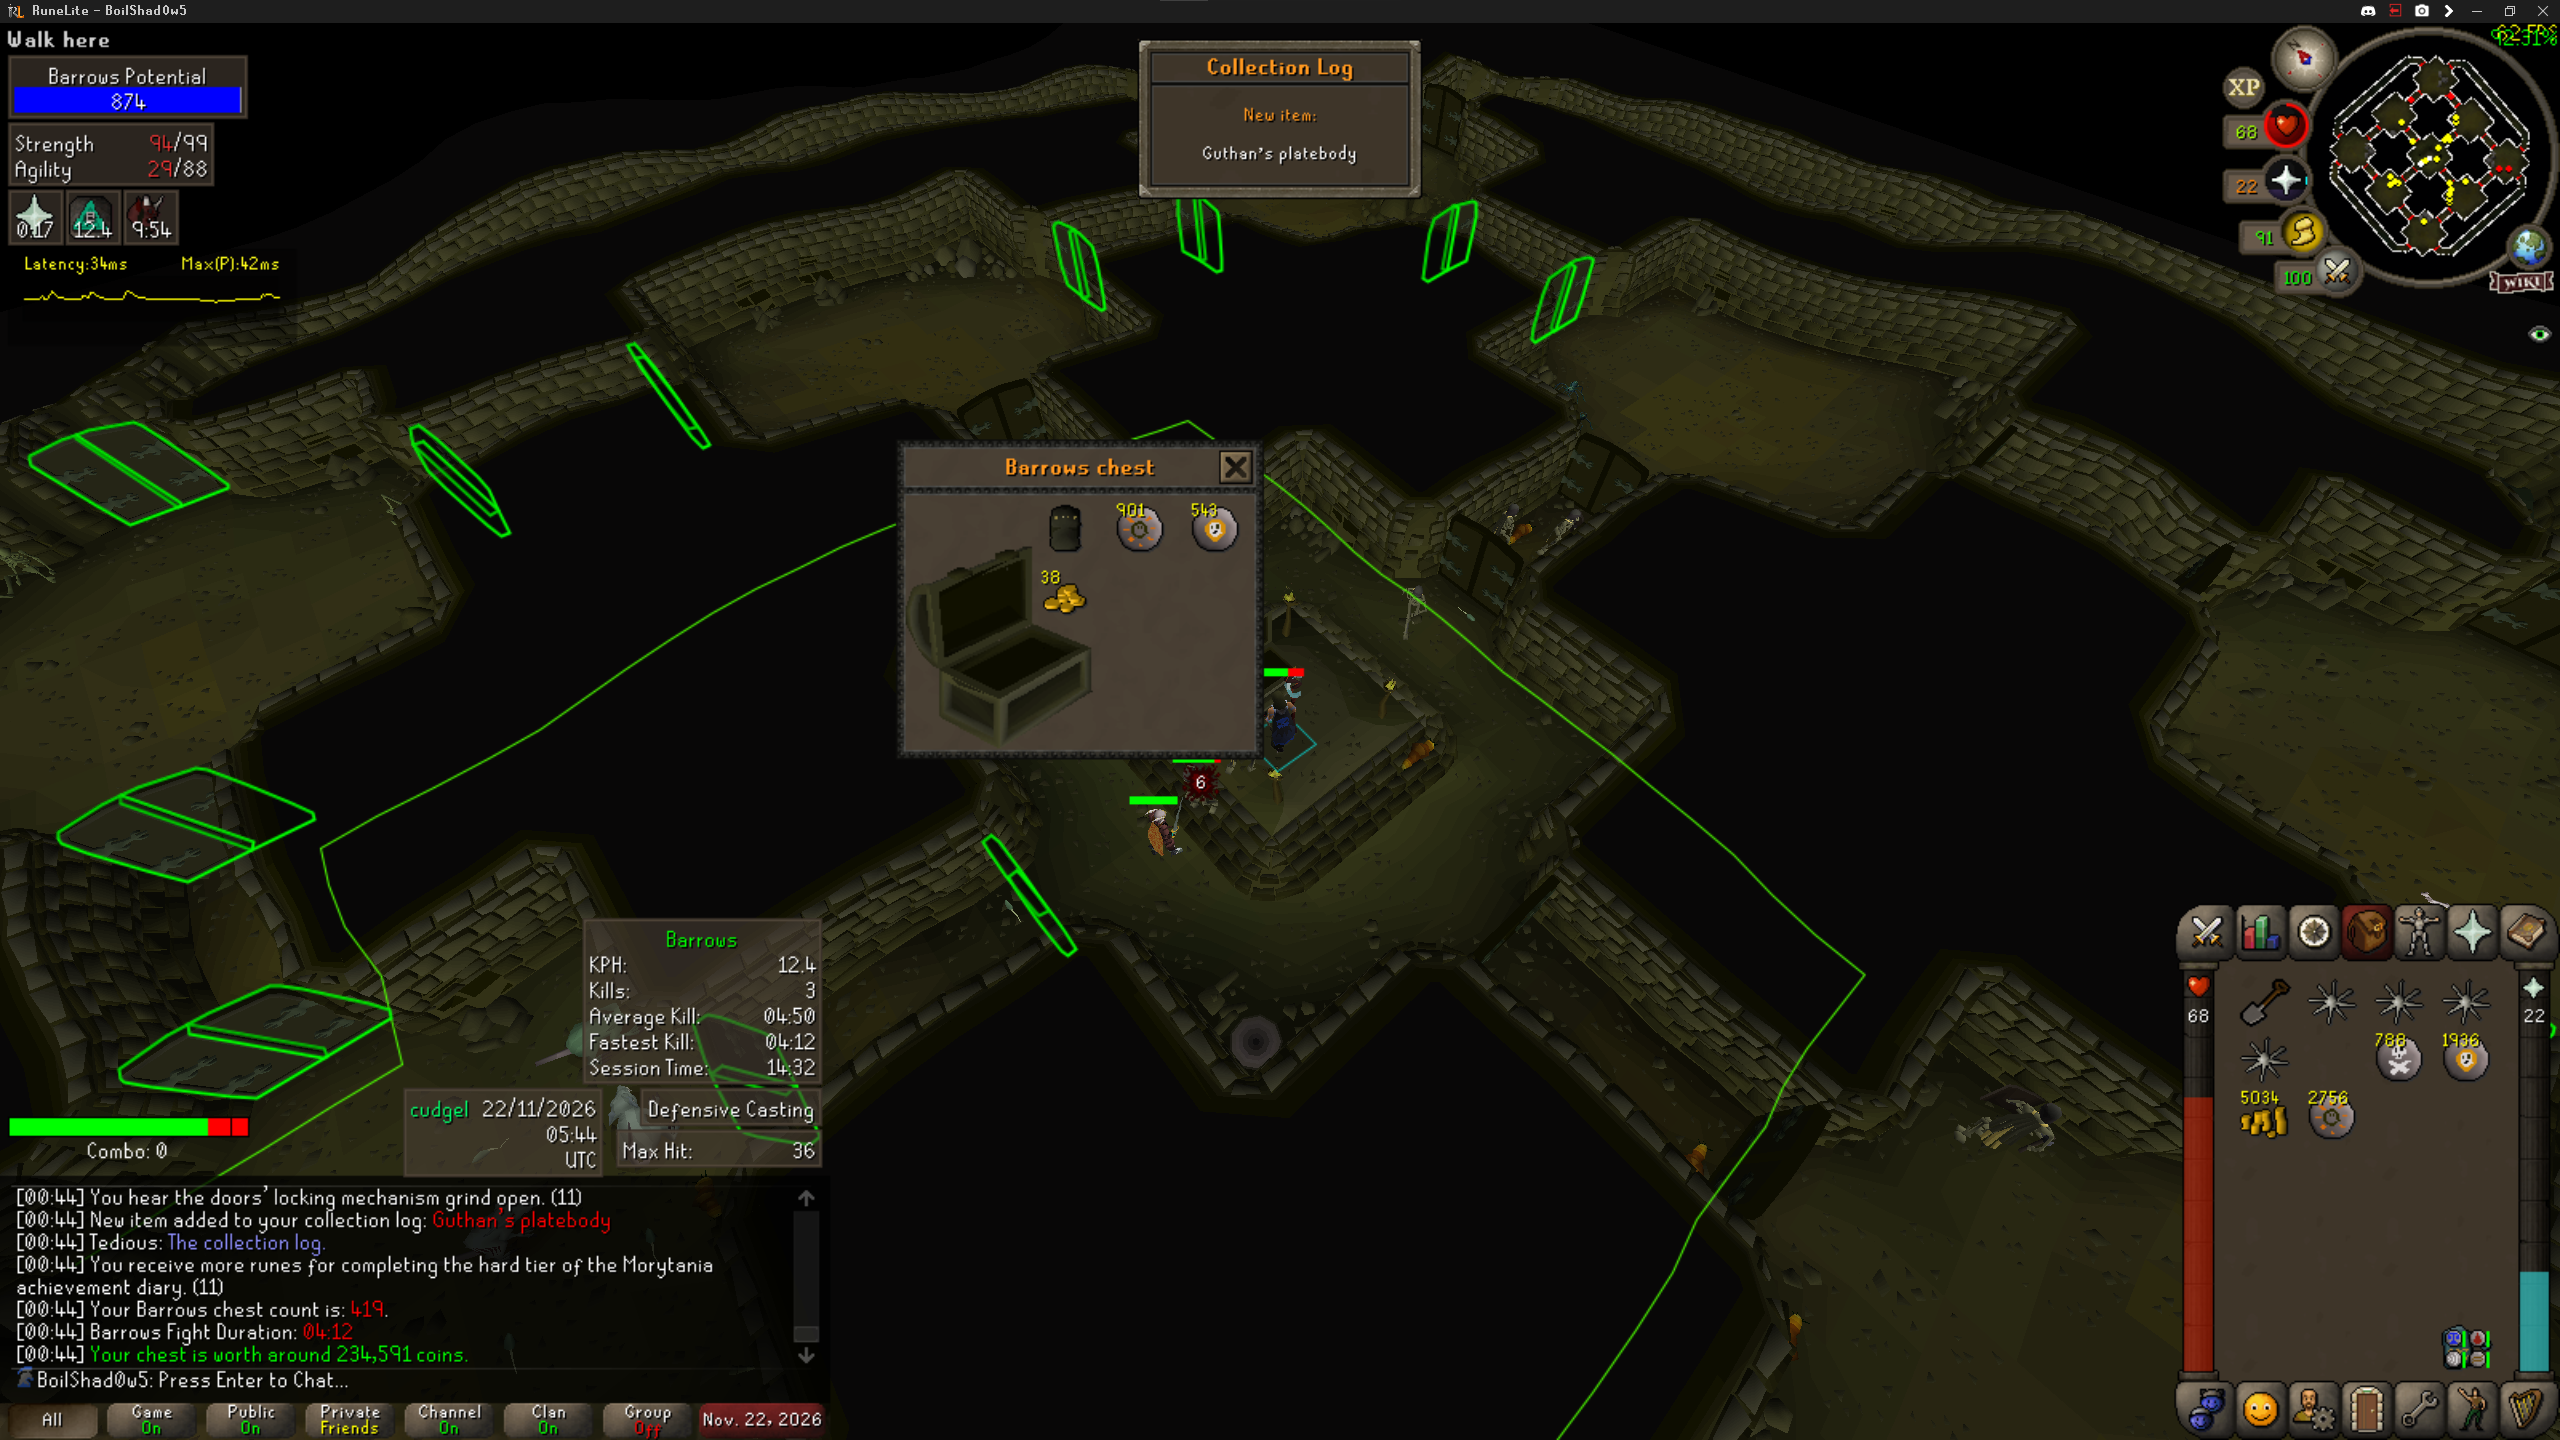 RuneLite - BoilShad0w5
Walk here
Barrows Potential
874
Strength 94/99
Agility 29/88
0:17 12.4 9:54
Latency:34ms Max(P):42ms
Collection Log
New item:
Guthan's platebody
XP
68
22
91
100
WIKI
Barrows chest
901 543
38
6
Barrows
KPH: 12.4
Kills: 3
Average Kill: 04:50
Fastest Kill: 04:12
Session Time: 14:32
cudgel 22/11/2026
05:44
UTC
Defensive Casting
Max Hit: 36
Combo: 0
[00:44] You hear the doors' locking mechanism grind open. (11)
[00:44] New item added to your collection log: Guthan's platebody
[00:44] Tedious: The collection log.
[00:44] You receive more runes for completing the hard tier of the Morytania
achievement diary. (11)
[00:44] Your Barrows chest count is: 419.
[00:44] Barrows Fight Duration: 04:12
[00:44] Your chest is worth around 234,591 coins.
BoilShad0w5: Press Enter to Chat...
All
Game On
Public On
Private Friends
Channel On
Clan On
Group Off
Nov. 22, 2026
68
22
788 1936
5034 2756